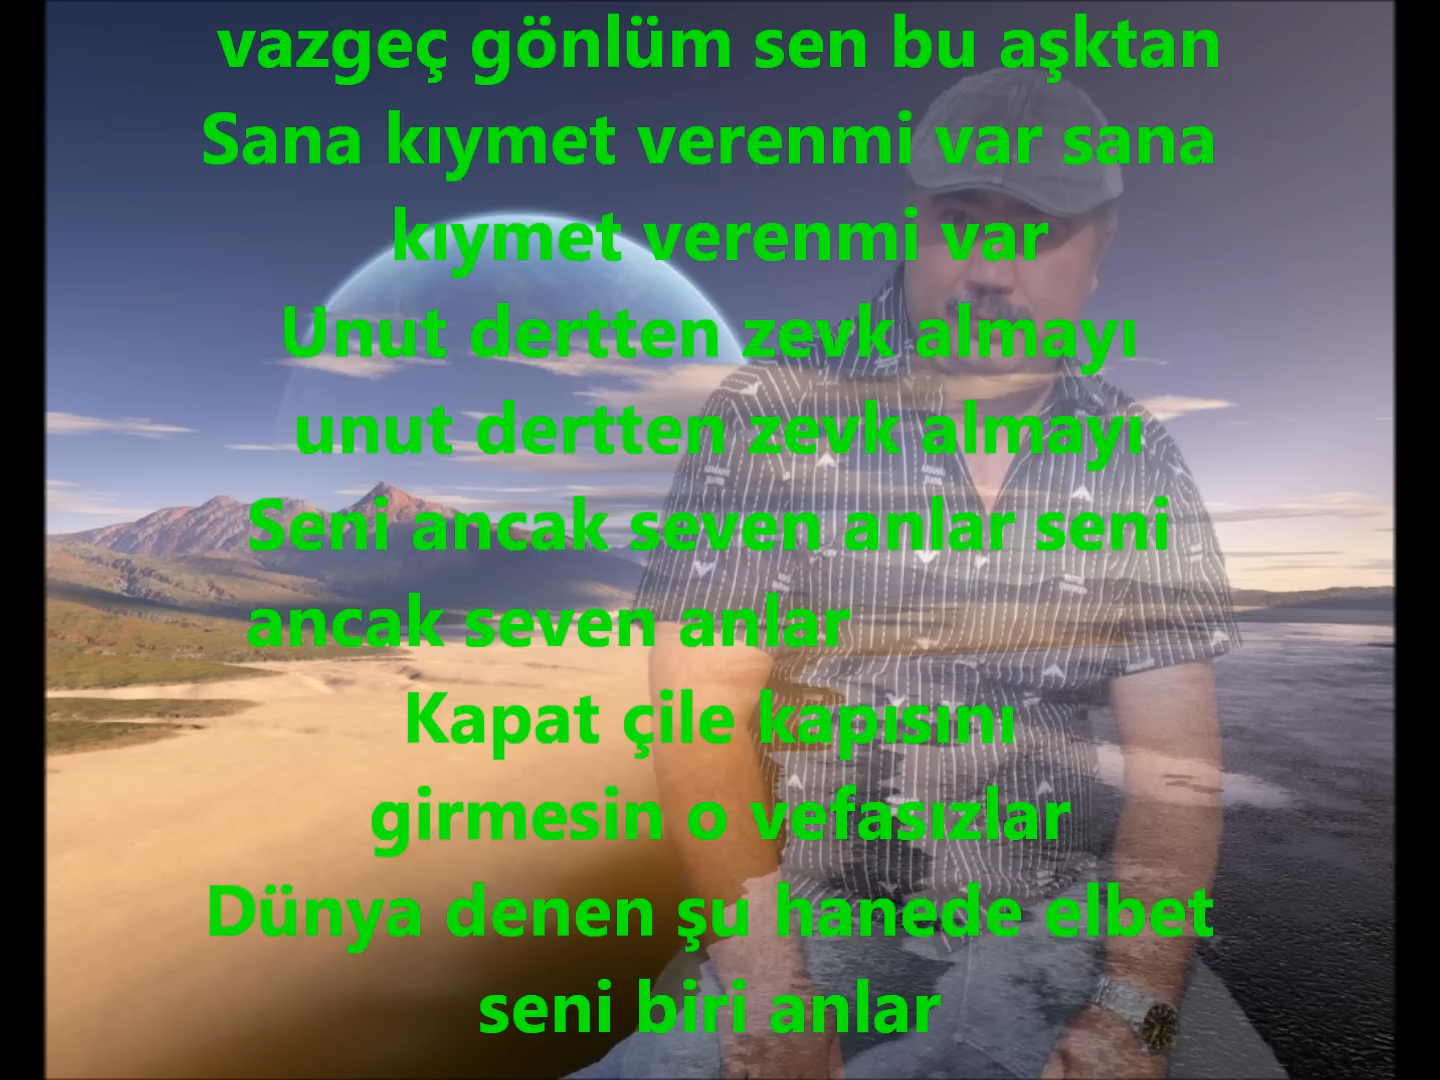 vazgeç gönlüm sen bu aşktan
Sana kıymet verenmi var sana
kıymet verenmi var
Unut dertten zevk almayı
unut dertten zevk almayı
Seni ancak seven anlar seni
ancak seven anlar
Kapat çile kapısını
girmesin o vefasızlar
Dünya denen şu hanede elbet
seni biri anlar